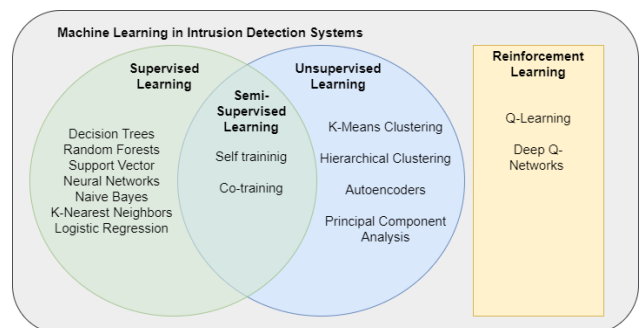 Machine Learning in Intrusion Detection Systems
Supervised
Learning
Decision Trees
Random Forests
Support Vector
Neural Networks
Naive Bayes
K-Nearest Neighbors
Logistic Regression
Semi-
Supervised
Learning
Self traininig
Co-training
Unsupervised
Learning
K-Means Clustering
Hierarchical Clustering
Autoencoders
Principal Component
Analysis
Reinforcement
Learning
Q-Learning
Deep Q-
Networks